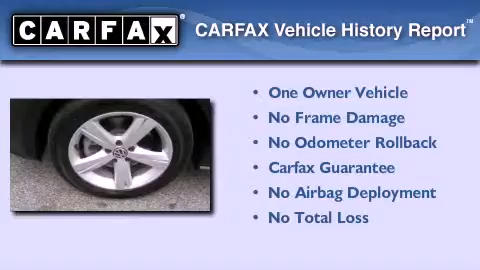 CARFAX® CARFAX Vehicle History Report™
• One Owner Vehicle
• No Frame Damage
• No Odometer Rollback
• Carfax Guarantee
• No Airbag Deployment
• No Total Loss